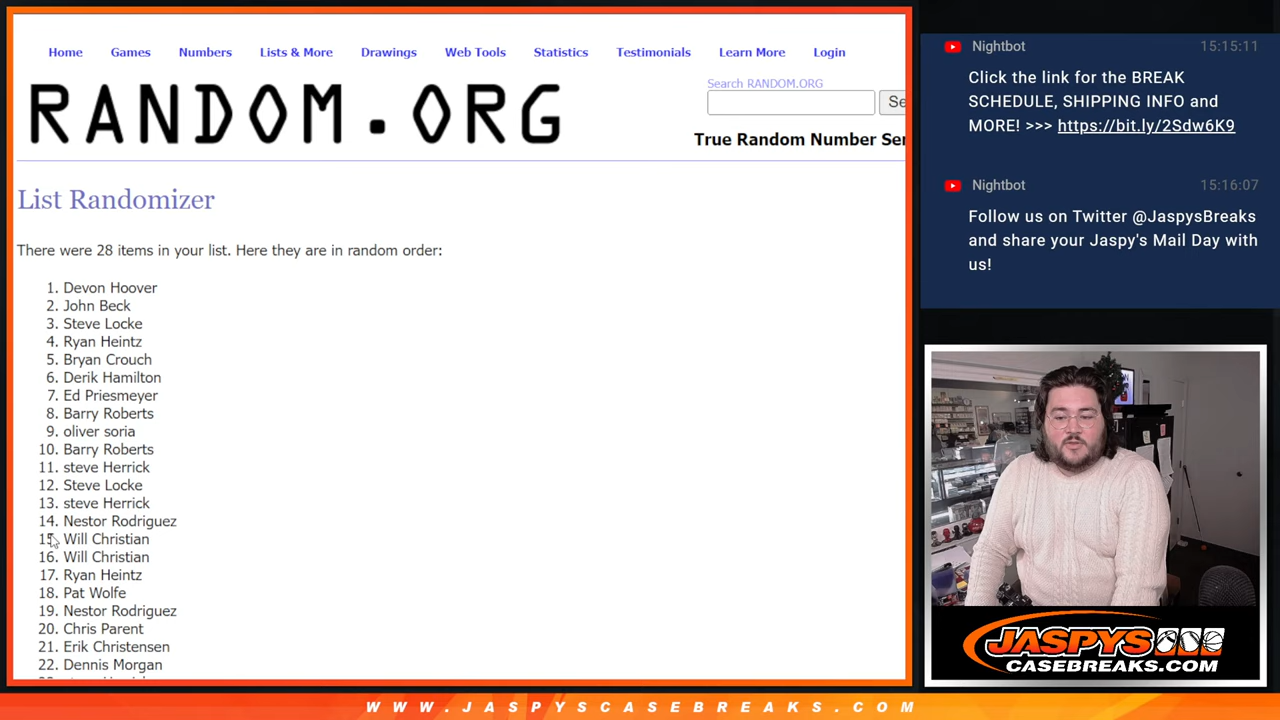 Home Games Numbers Lists & More Drawings Web Tools Statistics Testimonials Learn More Login
RANDOM.ORG
Search RANDOM.ORG
Se
True Random Number Ser
List Randomizer
There were 28 items in your list. Here they are in random order:
1. Devon Hoover
2. John Beck
3. Steve Locke
4. Ryan Heintz
5. Bryan Crouch
6. Derik Hamilton
7. Ed Priesmeyer
8. Barry Roberts
9. oliver soria
10. Barry Roberts
11. steve Herrick
12. Steve Locke
13. steve Herrick
14. Nestor Rodriguez
15. Will Christian
16. Will Christian
17. Ryan Heintz
18. Pat Wolfe
19. Nestor Rodriguez
20. Chris Parent
21. Erik Christensen
22. Dennis Morgan
Nightbot 15:15:11
Click the link for the BREAK
SCHEDULE, SHIPPING INFO and
MORE! >>> https://bit.ly/2Sdw6K9
Nightbot 15:16:07
Follow us on Twitter @JaspysBreaks
and share your Jaspy's Mail Day with
us!
JASPYS
CASEBREAKS.COM
WWW.JASPYSCASEBREAKS.COM